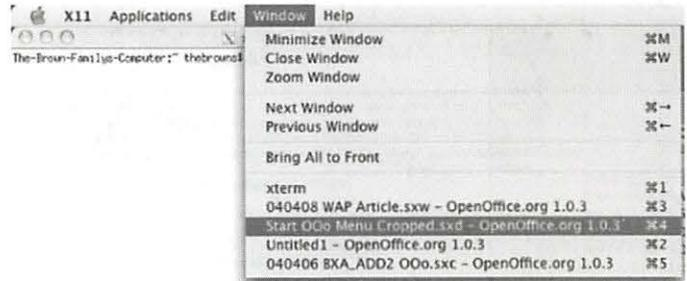 X11 Applications Edit Window Help
X
The-Brown-Familys-Computer:~ thebrowns$
Minimize Window ⌘M
Close Window ⌘W
Zoom Window
Next Window ⌘→
Previous Window ⌘←
Bring All to Front
xterm ⌘1
040408 WAP Article.sxw – OpenOffice.org 1.0.3 ⌘3
Start OOo Menu Cropped.sxd – OpenOffice.org 1.0.3 ⌘4
Untitled1 – OpenOffice.org 1.0.3 ⌘2
040406 BXA_ADD2 OOo.sxc – OpenOffice.org 1.0.3 ⌘5